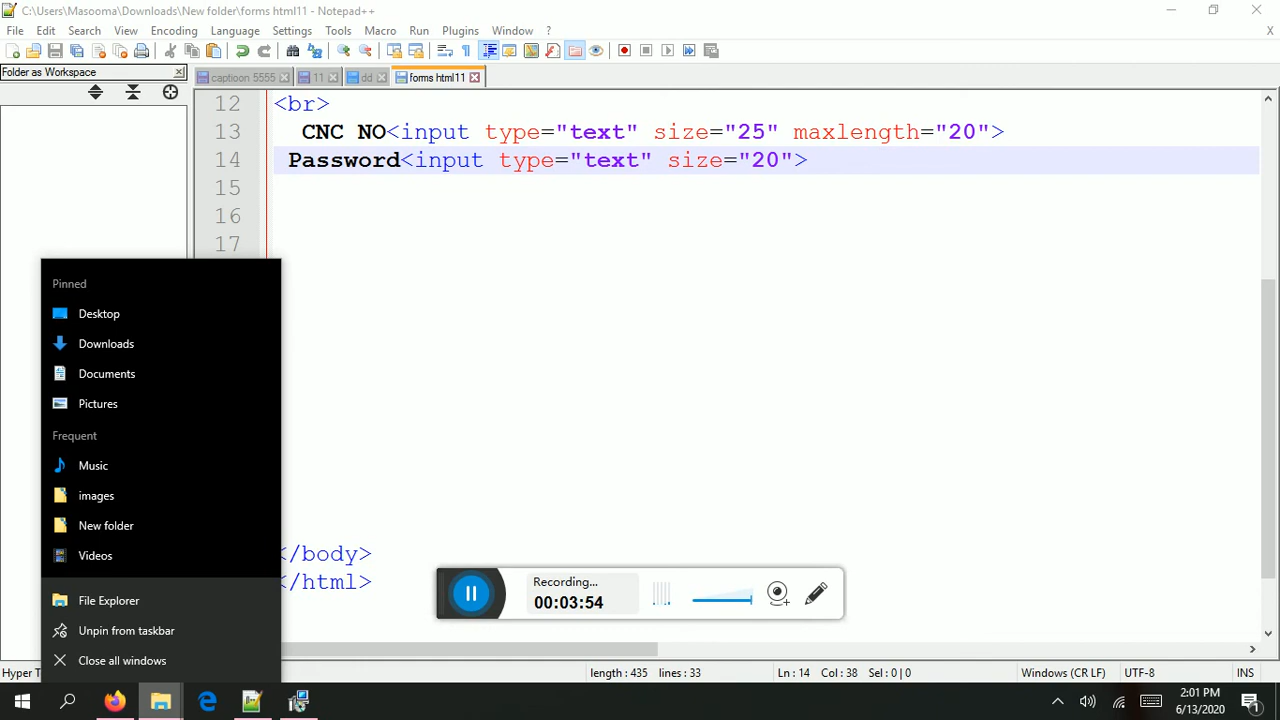 C:\Users\Masooma\Downloads\New folder\forms html11 - Notepad++
File Edit Search View Encoding Language Settings Tools Macro Run Plugins Window ? X
Folder as Workspace
captioon 5555 11 dd forms html11
12 <br>
13 CNC NO<input type="text" size="25" maxlength="20">
14 Password<input type="text" size="20">
15
16
17
Pinned
Desktop
Downloads
Documents
Pictures
Frequent
Music
images
New folder
Videos
File Explorer
Unpin from taskbar
Close all windows
</body>
</html>
Recording...
00:03:54
Hyper T length : 435 lines : 33 Ln : 14 Col : 38 Sel : 0 | 0 Windows (CR LF) UTF-8 INS
2:01 PM
6/13/2020
1